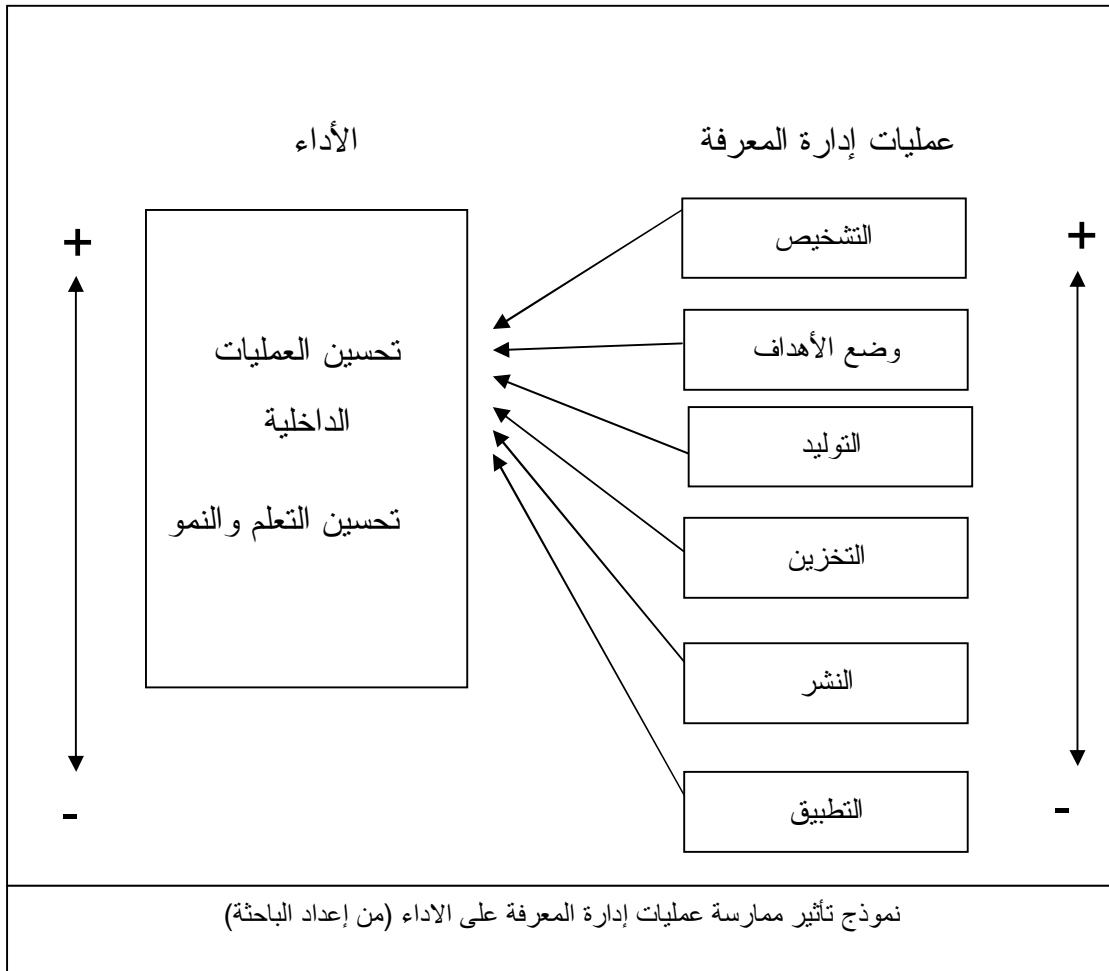 عمليات إدارة المعرفة
الأداء
+
+
التشخيص
وضع الأهداف
التوليد
التخزين
النشر
التطبيق
تحسين العمليات
الداخلية
تحسين التعلم والنمو
-
-
نموذج تأثير ممارسة عمليات إدارة المعرفة على الاداء (من إعداد الباحثة)